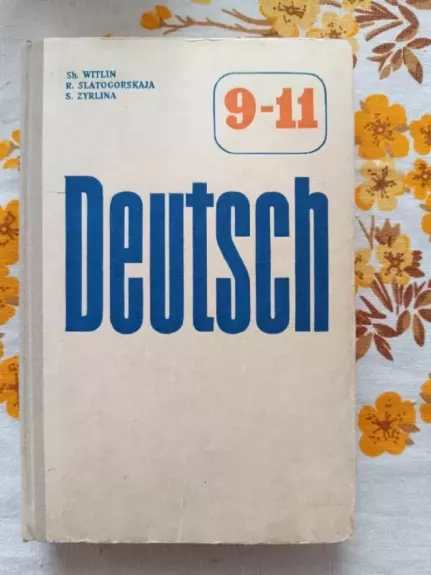 Sh. WITLIN
R. SLATOGORSKAJA
S. ZYRLINA
9-11
Deutsch